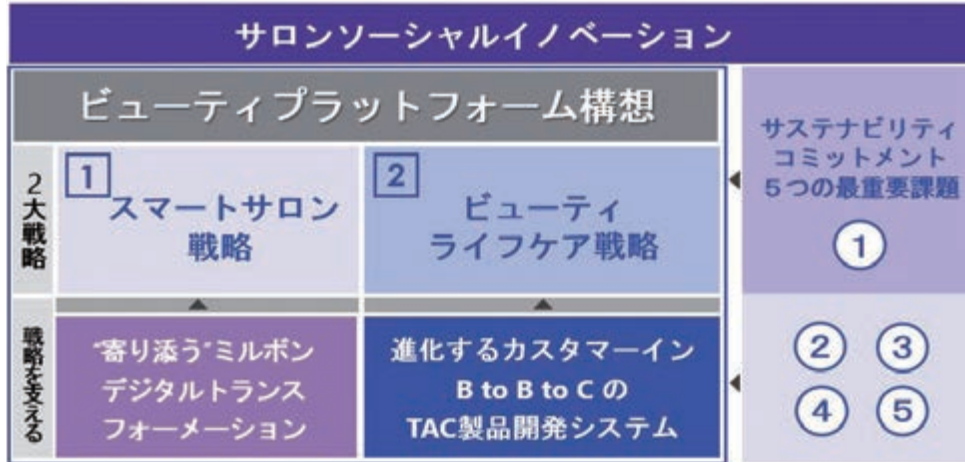 サロンソーシャルイノベーション
ビューティプラットフォーム構想
2大戦略
1
スマートサロン
戦略
2
ビューティ
ライフケア戦略
戦略を支える
“寄り添う”ミルボン
デジタルトランス
フォーメーション
進化するカスタマーイン
B to B to C の
TAC製品開発システム
サステナビリティ
コミットメント
5つの最重要課題
①
② ③
④ ⑤